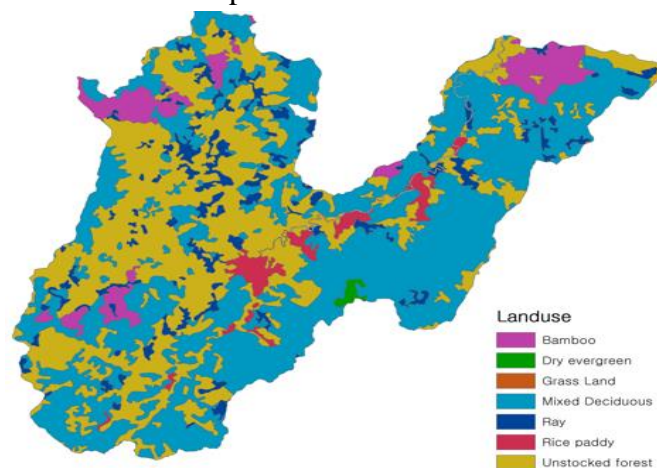 Landuse
Bamboo
Dry evergreen
Grass Land
Mixed Deciduous
Ray
Rice paddy
Unstocked forest